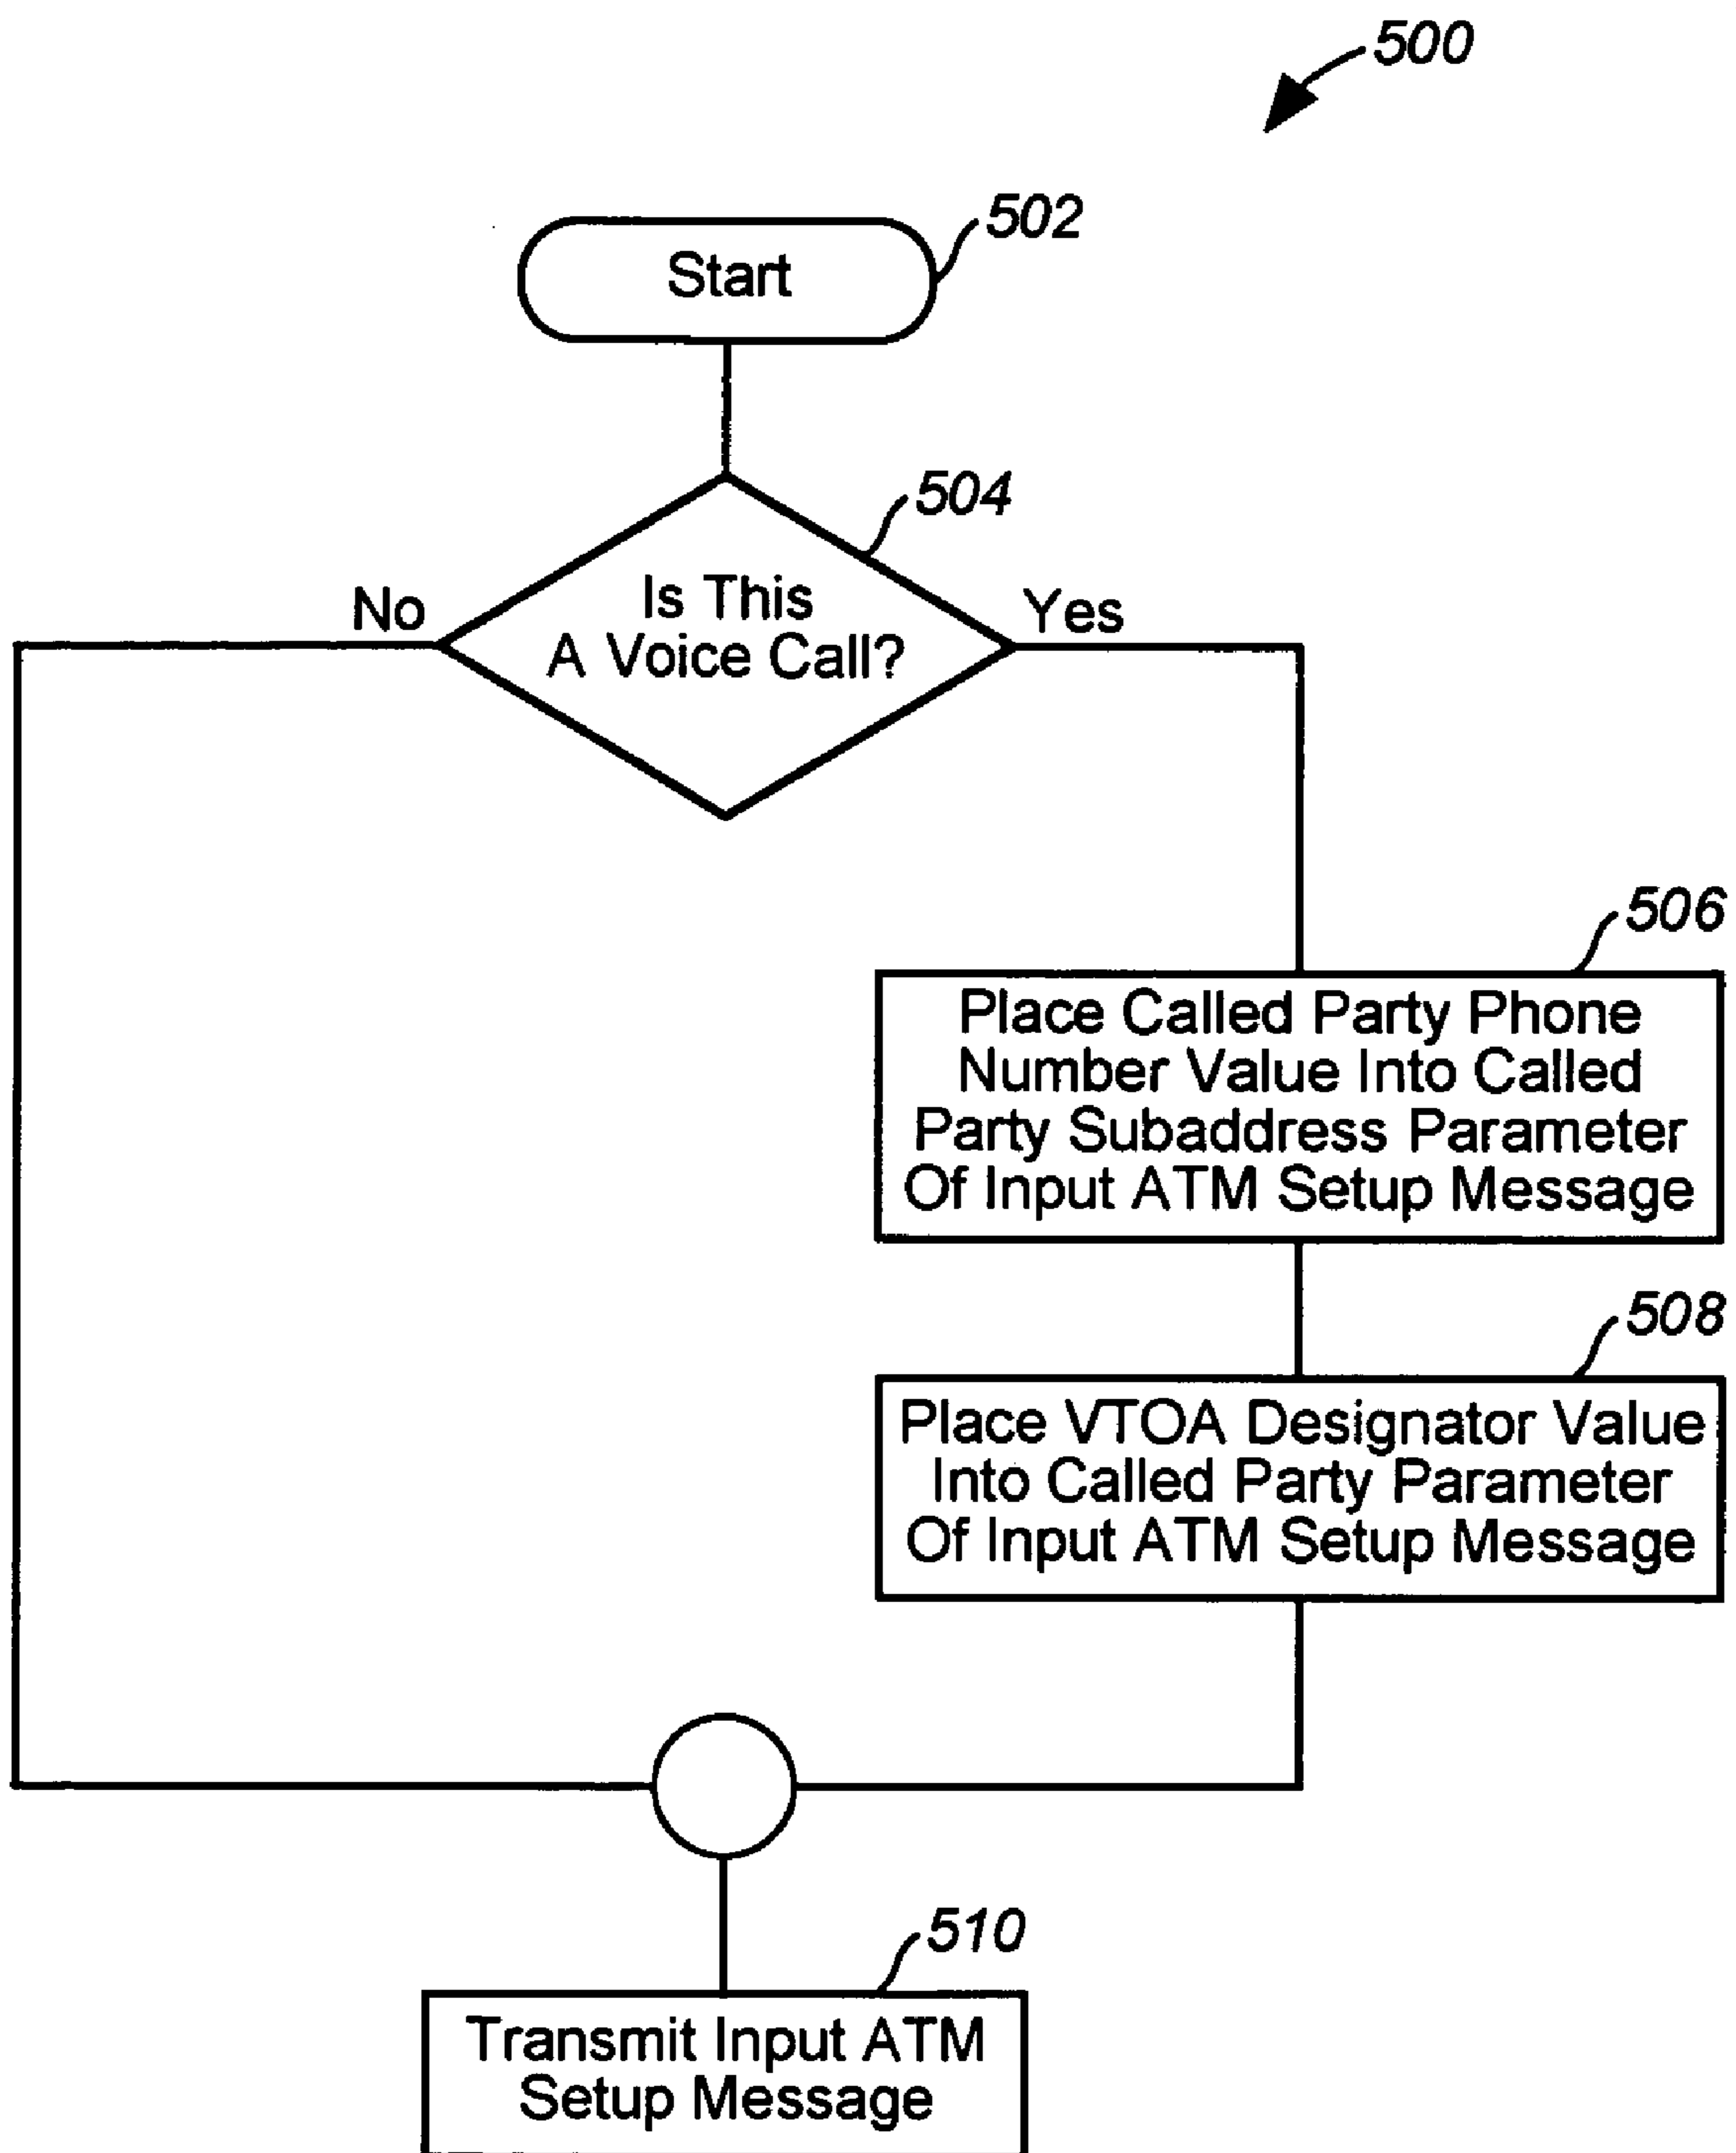 500
502
Start
504
No
Is This
A Voice Call?
Yes
506
Place Called Party Phone
Number Value Into Called
Party Subaddress Parameter
Of Input ATM Setup Message
508
Place VTOA Designator Value
Into Called Party Parameter
Of Input ATM Setup Message
510
Transmit Input ATM
Setup Message